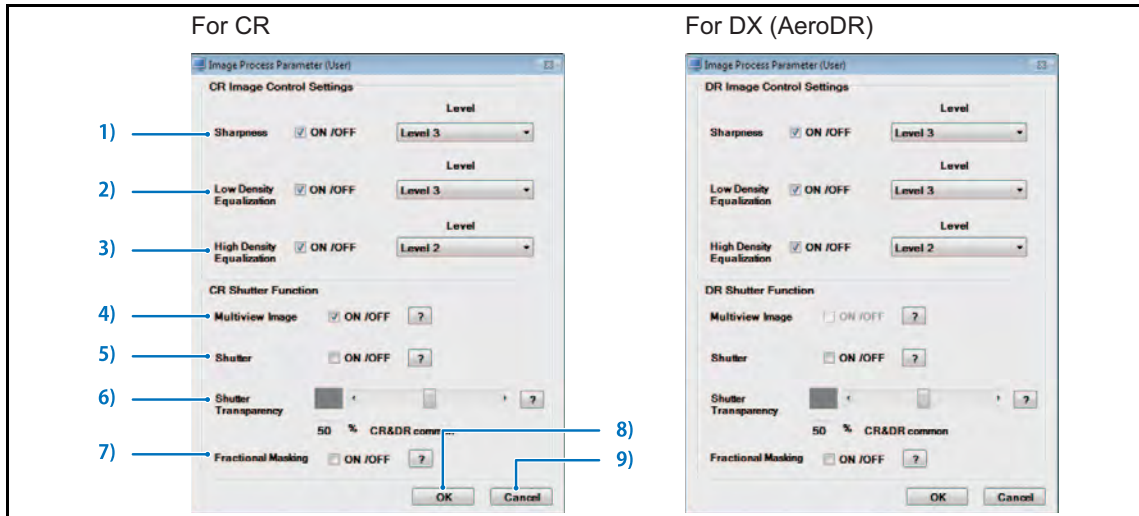 For CR
Image Process Parameter (User)
CR Image Control Settings
Level
1) Sharpness ON /OFF Level 3
Level
2) Low Density Equalization ON /OFF Level 3
Level
3) High Density Equalization ON /OFF Level 2
CR Shutter Function
4) Multiview Image ON /OFF ?
5) Shutter ON /OFF ?
6) Shutter Transparency ?
50 % CR&DR common
7) Fractional Masking ON /OFF ?
8)
9)
OK Cancel
For DX (AeroDR)
Image Process Parameter (User)
DR Image Control Settings
Level
Sharpness ON /OFF Level 3
Level
Low Density Equalization ON /OFF Level 3
Level
High Density Equalization ON /OFF Level 2
DR Shutter Function
Multiview Image ON /OFF ?
Shutter ON /OFF ?
Shutter Transparency ?
50 % CR&DR common
Fractional Masking ON /OFF ?
OK Cancel